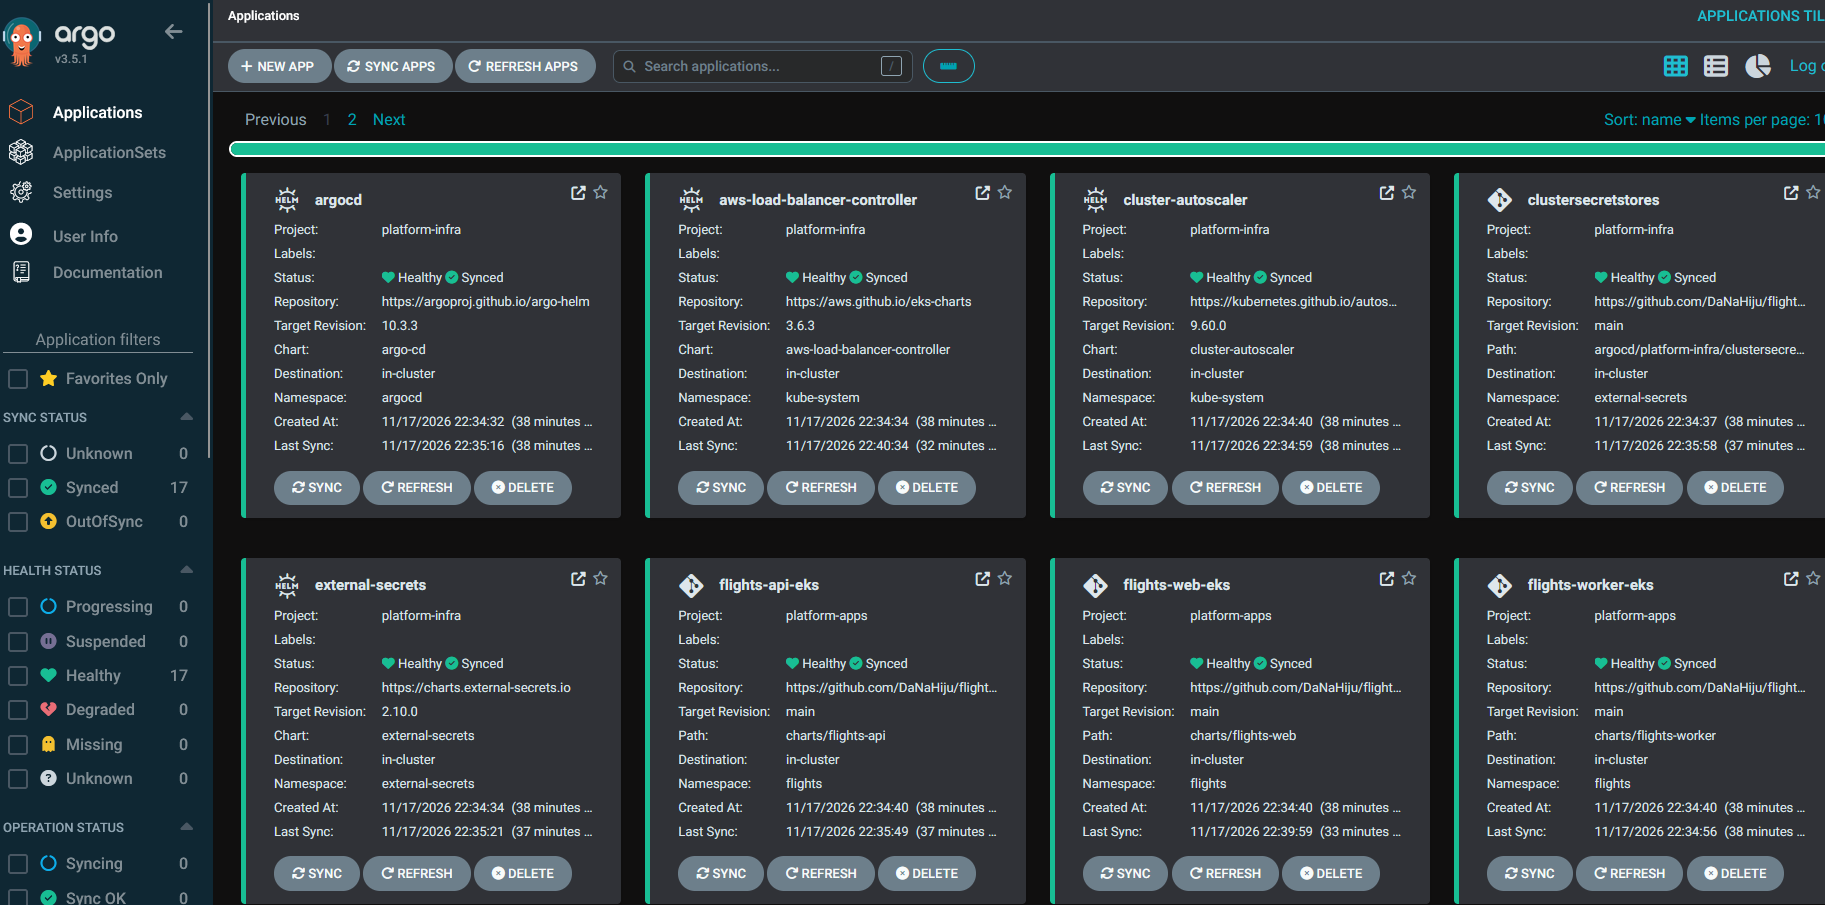 argo
v3.5.1
Applications
ApplicationSets
Settings
User Info
Documentation
Application filters
Favorites Only
SYNC STATUS
Unknown 0
Synced 17
OutOfSync 0
HEALTH STATUS
Progressing 0
Suspended 0
Healthy 17
Degraded 0
Missing 0
Unknown 0
OPERATION STATUS
Syncing 0
Sync OK 0
Applications
APPLICATIONS TIL
NEW APP SYNC APPS REFRESH APPS Search applications... / Log
Previous 1 2 Next Sort: name Items per page: 10
argocd
Project: platform-infra
Labels:
Status: Healthy Synced
Repository: https://argoproj.github.io/argo-helm
Target Revision: 10.3.3
Chart: argo-cd
Destination: in-cluster
Namespace: argocd
Created At: 11/17/2026 22:34:32 (38 minutes ...
Last Sync: 11/17/2026 22:35:16 (38 minutes ...
SYNC REFRESH DELETE
aws-load-balancer-controller
Project: platform-infra
Labels:
Status: Healthy Synced
Repository: https://aws.github.io/eks-charts
Target Revision: 3.6.3
Chart: aws-load-balancer-controller
Destination: in-cluster
Namespace: kube-system
Created At: 11/17/2026 22:34:34 (38 minutes ...
Last Sync: 11/17/2026 22:40:34 (32 minutes ...
SYNC REFRESH DELETE
cluster-autoscaler
Project: platform-infra
Labels:
Status: Healthy Synced
Repository: https://kubernetes.github.io/autos...
Target Revision: 9.60.0
Chart: cluster-autoscaler
Destination: in-cluster
Namespace: kube-system
Created At: 11/17/2026 22:34:40 (38 minutes ...
Last Sync: 11/17/2026 22:34:59 (38 minutes ...
SYNC REFRESH DELETE
clustersecretstores
Project: platform-infra
Labels:
Status: Healthy Synced
Repository: https://github.com/DaNaHiju/flight...
Target Revision: main
Path: argocd/platform-infra/clustersecre...
Destination: in-cluster
Namespace: external-secrets
Created At: 11/17/2026 22:34:37 (38 minutes ...
Last Sync: 11/17/2026 22:35:58 (37 minutes ...
SYNC REFRESH DELETE
HELM
HELM
HELM
HELM
external-secrets
Project: platform-infra
Labels:
Status: Healthy Synced
Repository: https://charts.external-secrets.io
Target Revision: 2.10.0
Chart: external-secrets
Destination: in-cluster
Namespace: external-secrets
Created At: 11/17/2026 22:34:34 (38 minutes ...
Last Sync: 11/17/2026 22:35:21 (37 minutes ...
SYNC REFRESH DELETE
flights-api-eks
Project: platform-apps
Labels:
Status: Healthy Synced
Repository: https://github.com/DaNaHiju/flight...
Target Revision: main
Path: charts/flights-api
Destination: in-cluster
Namespace: flights
Created At: 11/17/2026 22:34:40 (38 minutes ...
Last Sync: 11/17/2026 22:35:49 (37 minutes ...
SYNC REFRESH DELETE
flights-web-eks
Project: platform-apps
Labels:
Status: Healthy Synced
Repository: https://github.com/DaNaHiju/flight...
Target Revision: main
Path: charts/flights-web
Destination: in-cluster
Namespace: flights
Created At: 11/17/2026 22:34:40 (38 minutes ...
Last Sync: 11/17/2026 22:39:59 (33 minutes ...
SYNC REFRESH DELETE
flights-worker-eks
Project: platform-apps
Labels:
Status: Healthy Synced
Repository: https://github.com/DaNaHiju/flight...
Target Revision: main
Path: charts/flights-worker
Destination: in-cluster
Namespace: flights
Created At: 11/17/2026 22:34:40 (38 minutes ...
Last Sync: 11/17/2026 22:34:56 (38 minutes ...
SYNC REFRESH DELETE